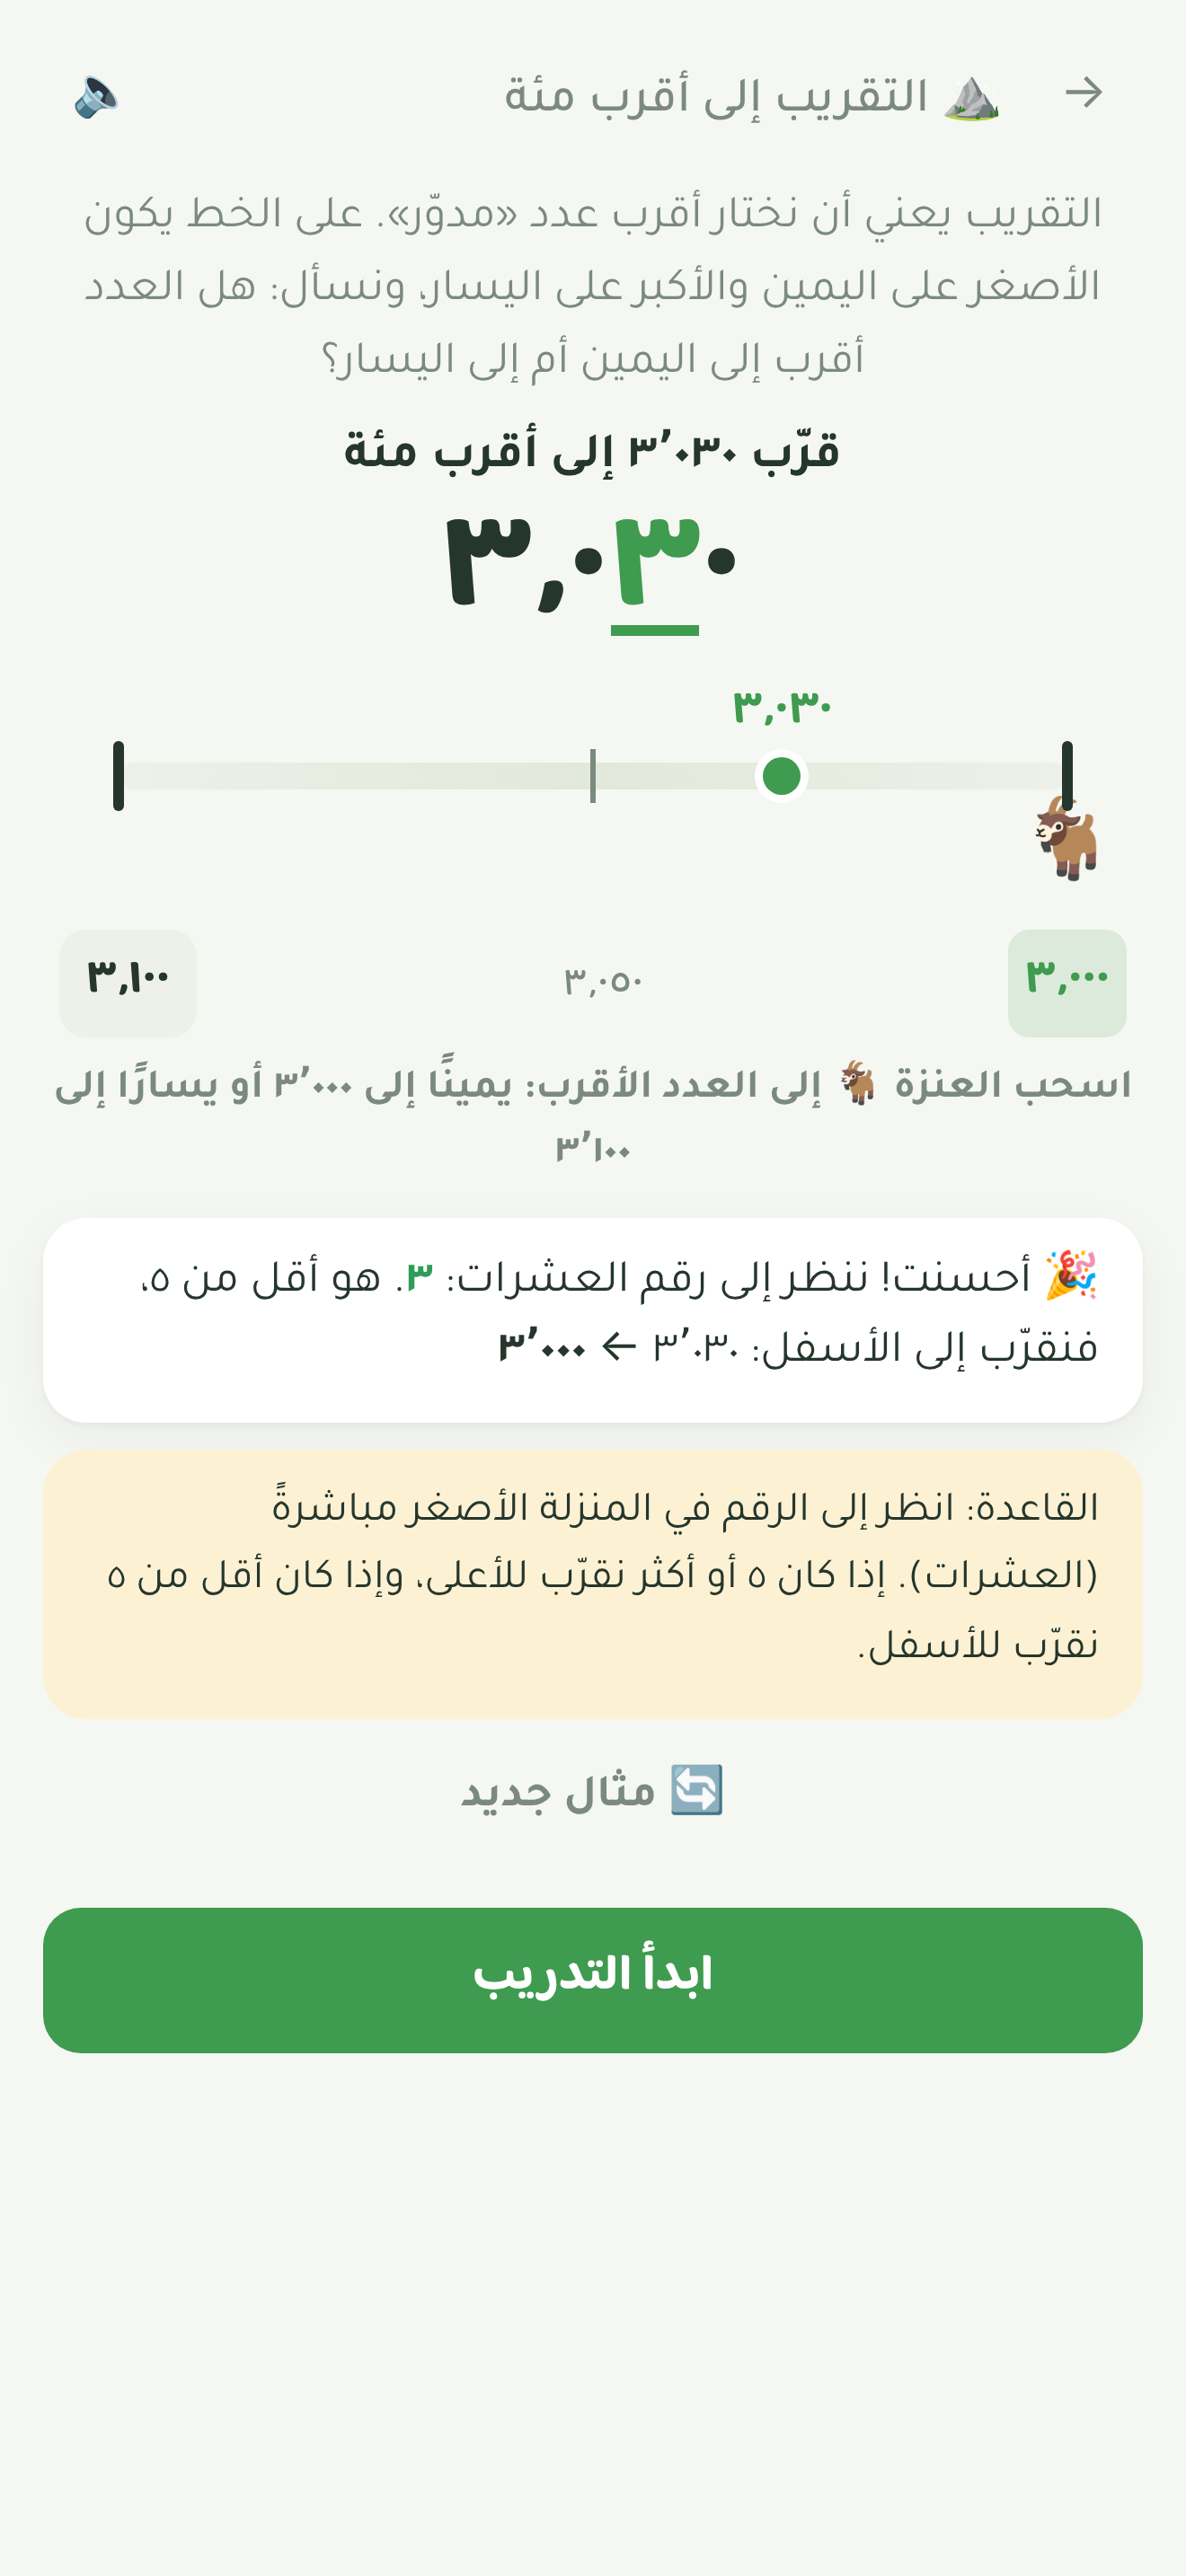 التقريب إلى أقرب مئة
التقريب يعني أن نختار أقرب عدد «مدوّر». على الخط يكون
الأصغر على اليمين والأكبر على اليسار، ونسأل: هل العدد
أقرب إلى اليمين أم إلى اليسار؟
قرّب ٣٬٠٣٠ إلى أقرب مئة
٣,٠٣٠
٣,٠٣٠
٣,٠٠٠ ٣,٠٥٠ ٣,١٠٠
اسحب العنزة 🐐 إلى العدد الأقرب: يمينًا إلى ٣٬٠٠٠ أو يسارًا إلى
٣٬١٠٠
🎉 أحسنت! ننظر إلى رقم العشرات: ٣. هو أقل من ٥،
فنقرّب إلى الأسفل: ٣٬٠٣٠ ← ٣٬٠٠٠
القاعدة: انظر إلى الرقم في المنزلة الأصغر مباشرةً
(العشرات). إذا كان ٥ أو أكثر نقرّب للأعلى، وإذا كان أقل من ٥
نقرّب للأسفل.
🔄 مثال جديد
ابدأ التدريب